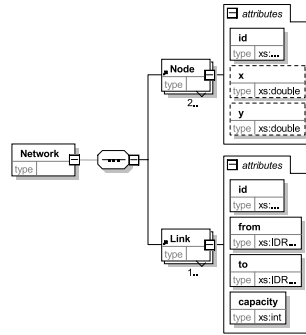 attributes
id
type xs:...
x
type xs:double
y
type xs:double
Node
type
2..
Network
type
attributes
id
type xs:...
from
type xs:IDR...
to
type xs:IDR...
capacity
type xs:int
Link
type
1..